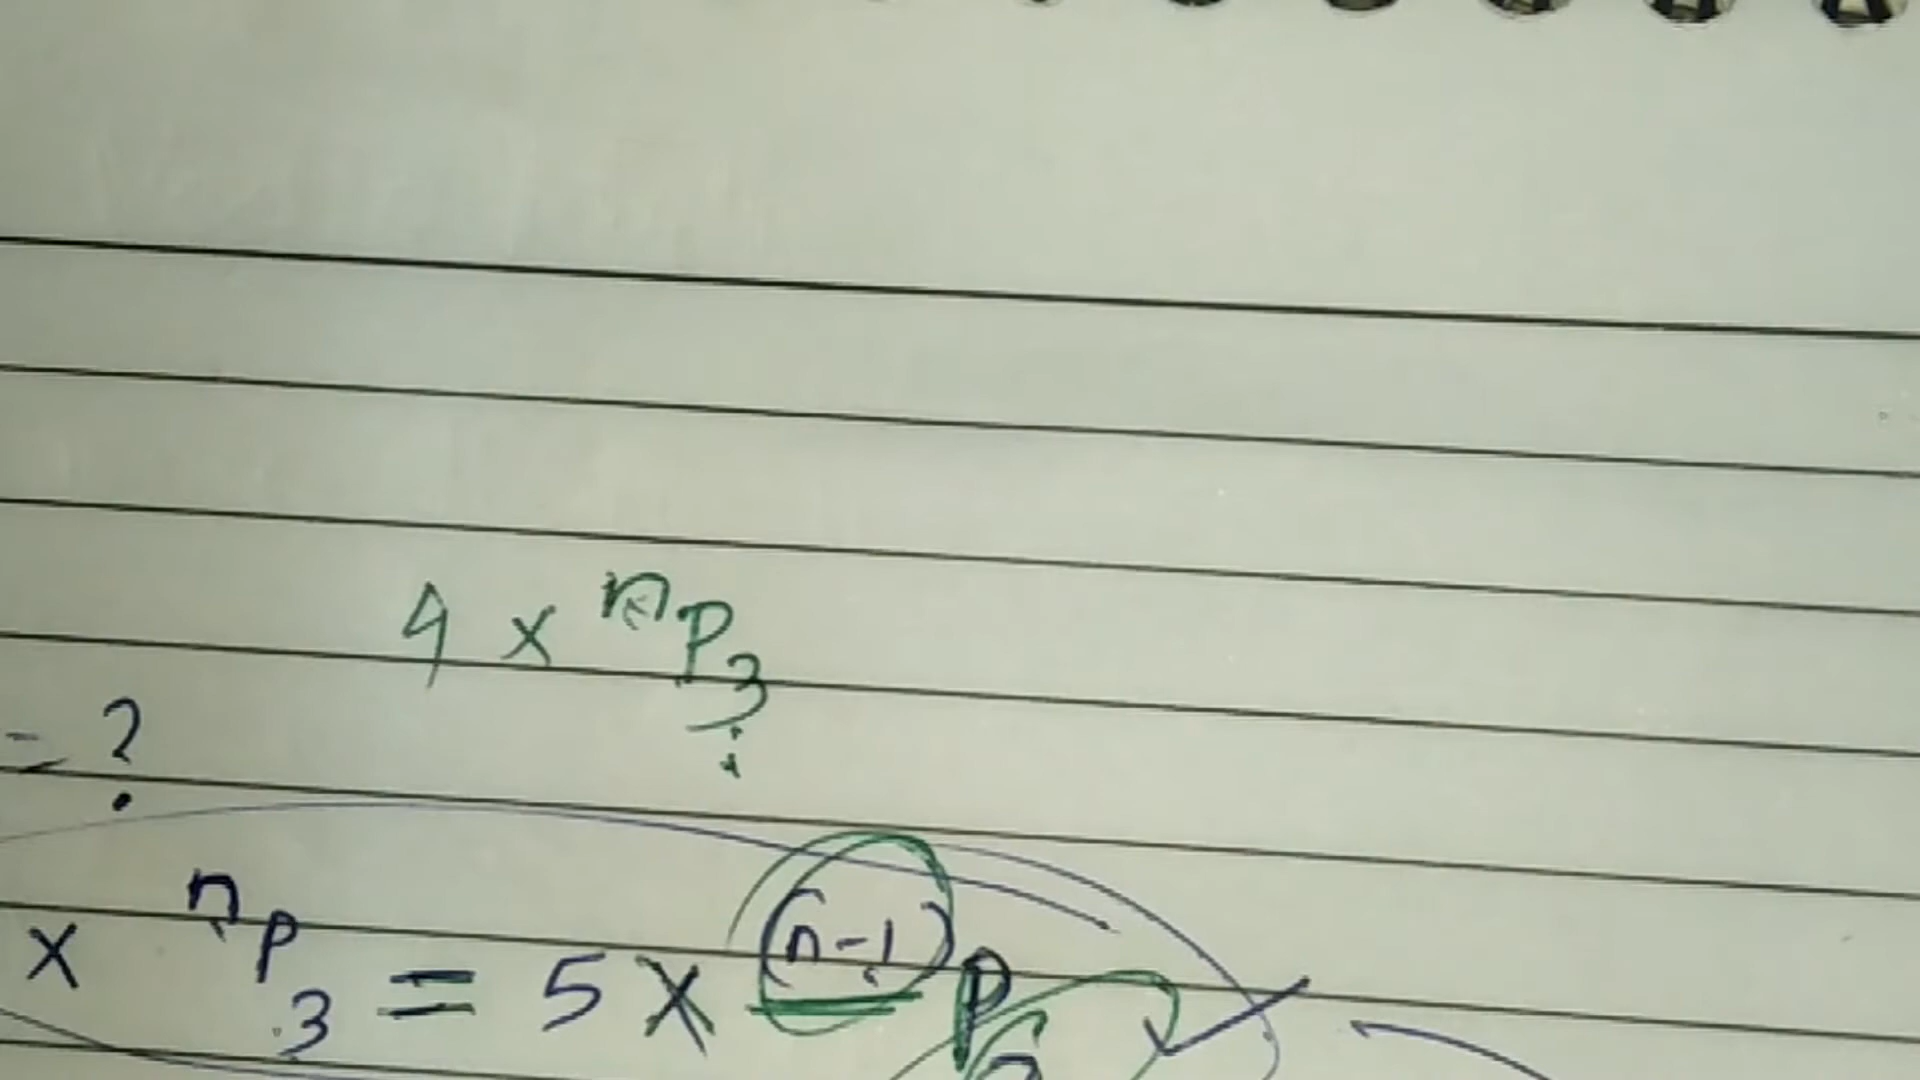 4 × ⁿP₃
= ?
× ⁿP₃ = 5 × ⁽ⁿ⁻¹⁾P